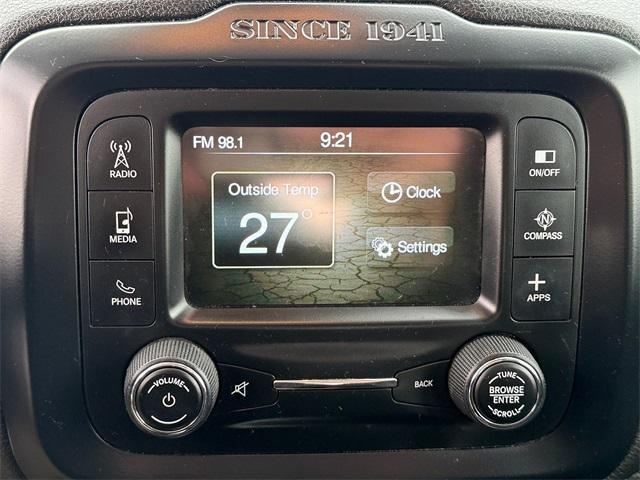 SINCE 1941
FM 98.1 9:21
Outside Temp
27°
Clock
Settings
RADIO
MEDIA
PHONE
ON/OFF
COMPASS
APPS
VOLUME
BACK
TUNE
BROWSE
ENTER
SCROLL